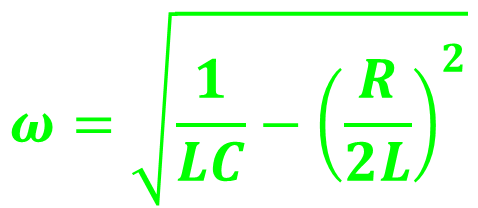 ω = √(1/(LC) − (R/(2L))²)